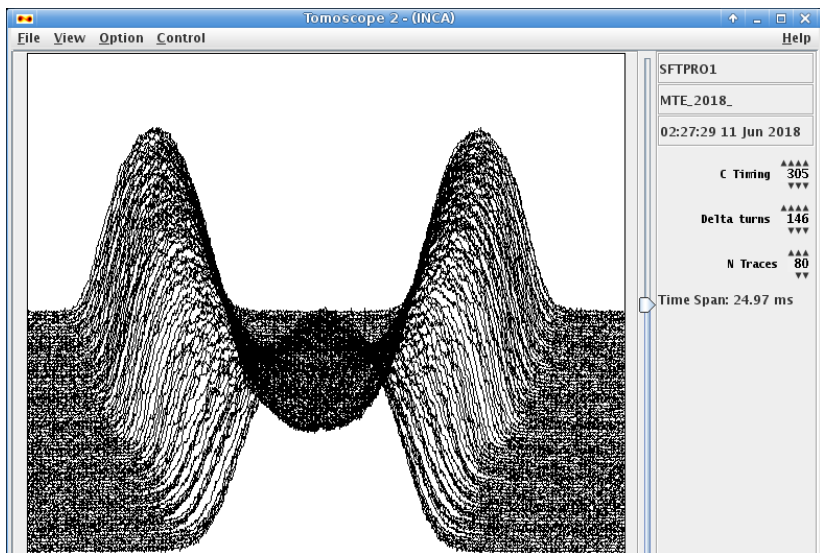 Tomoscope 2 - (INCA)
File View Option Control Help
SFTPRO1
MTE_2018_
02:27:29 11 Jun 2018
C Timing 305
Delta turns 146
N Traces 80
Time Span: 24.97 ms